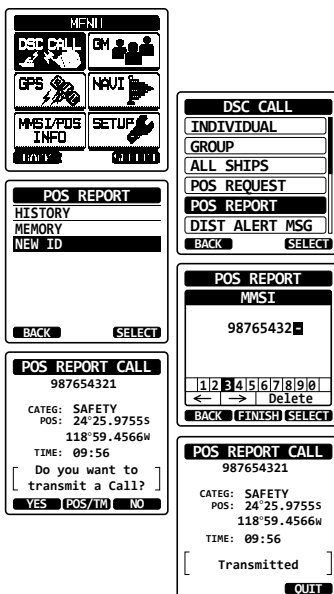 MENU
DSC CALL GM
GPS NAVI
MMSI/POS INFO SETUP
BACK SELECT
DSC CALL
INDIVIDUAL
GROUP
ALL SHIPS
POS REQUEST
POS REPORT
DIST ALERT MSG
BACK SELECT
POS REPORT
HISTORY
MEMORY
NEW ID
BACK SELECT
POS REPORT
MMSI
98765432-
1 2 3 4 5 6 7 8 9 0
← → Delete
BACK FINISH SELECT
POS REPORT CALL
987654321
CATEG: SAFETY
POS: 24°25.9755S
118°59.4566W
TIME: 09:56
Do you want to
transmit a Call?
YES POS/TM NO
POS REPORT CALL
987654321
CATEG: SAFETY
POS: 24°25.9755S
118°59.4566W
TIME: 09:56
Transmitted
QUIT